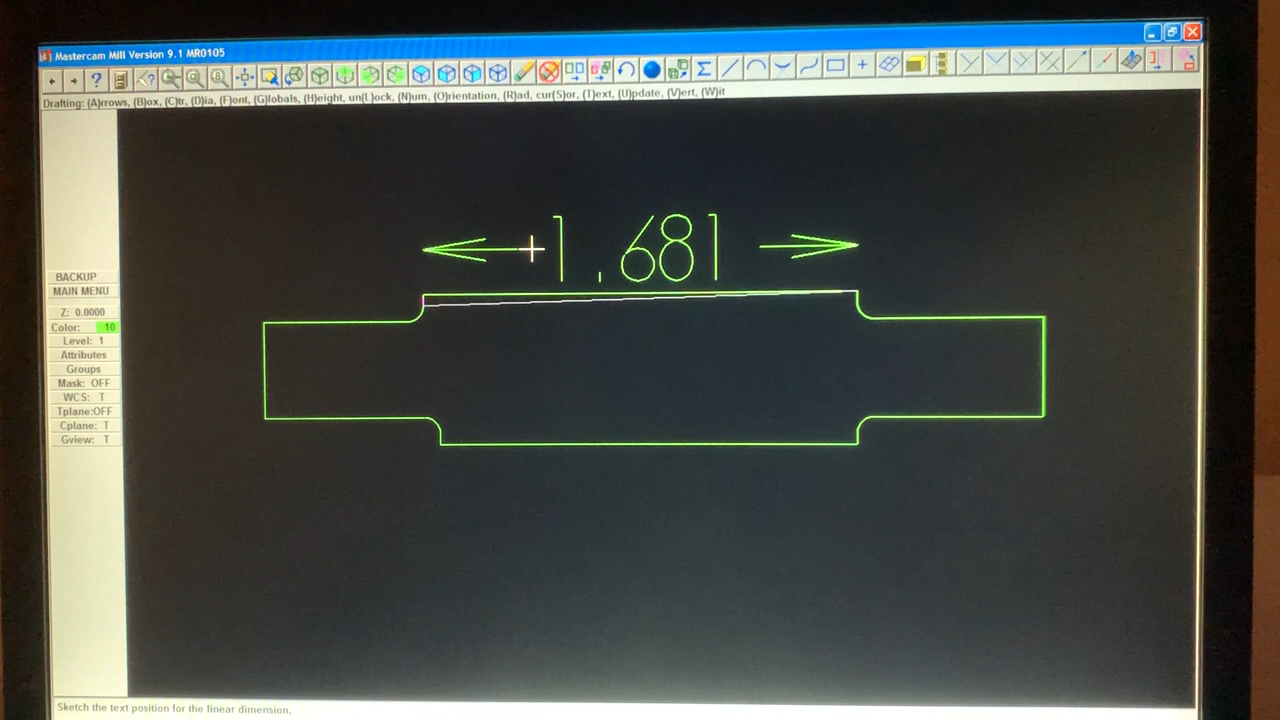 Mastercam Mill Version 9.1 MR0105
Drafting: (A)rrows, (B)ox, (C)tr, (D)ia, (F)ont, (G)lobals, (H)eight, un(L)ock, (N)um, (O)rientation, (R)ad, cur(S)or, (T)ext, (U)pdate, (V)ert, (W)it
1.681
BACKUP
MAIN MENU
Z: 0.0000
Color: 10
Level: 1
Attributes
Groups
Mask: OFF
WCS: T
Tplane:OFF
Cplane: T
Gview: T
Sketch the text position for the linear dimension.